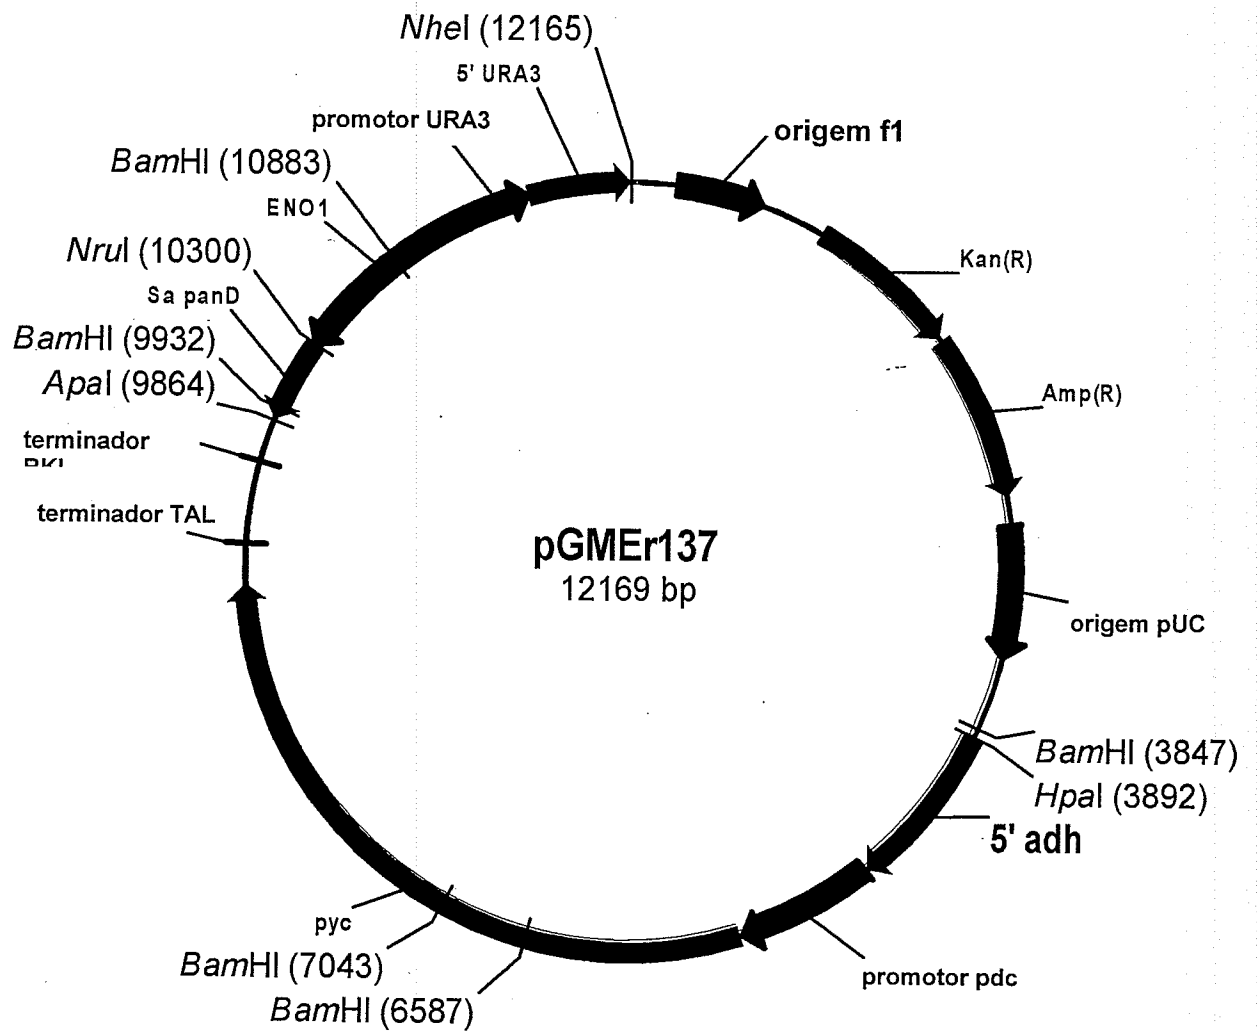 NheI (12165)
5' URA3
promotor URA3
origem f1
BamHI (10883)
ENO1
Kan(R)
NruI (10300)
Sa panD
BamHI (9932)
ApaI (9864)
Amp(R)
terminador
terminador TAL
pGMEr137
12169 bp
origem pUC
BamHI (3847)
HpaI (3892)
5' adh
pyc
BamHI (7043)
BamHI (6587)
promotor pdc